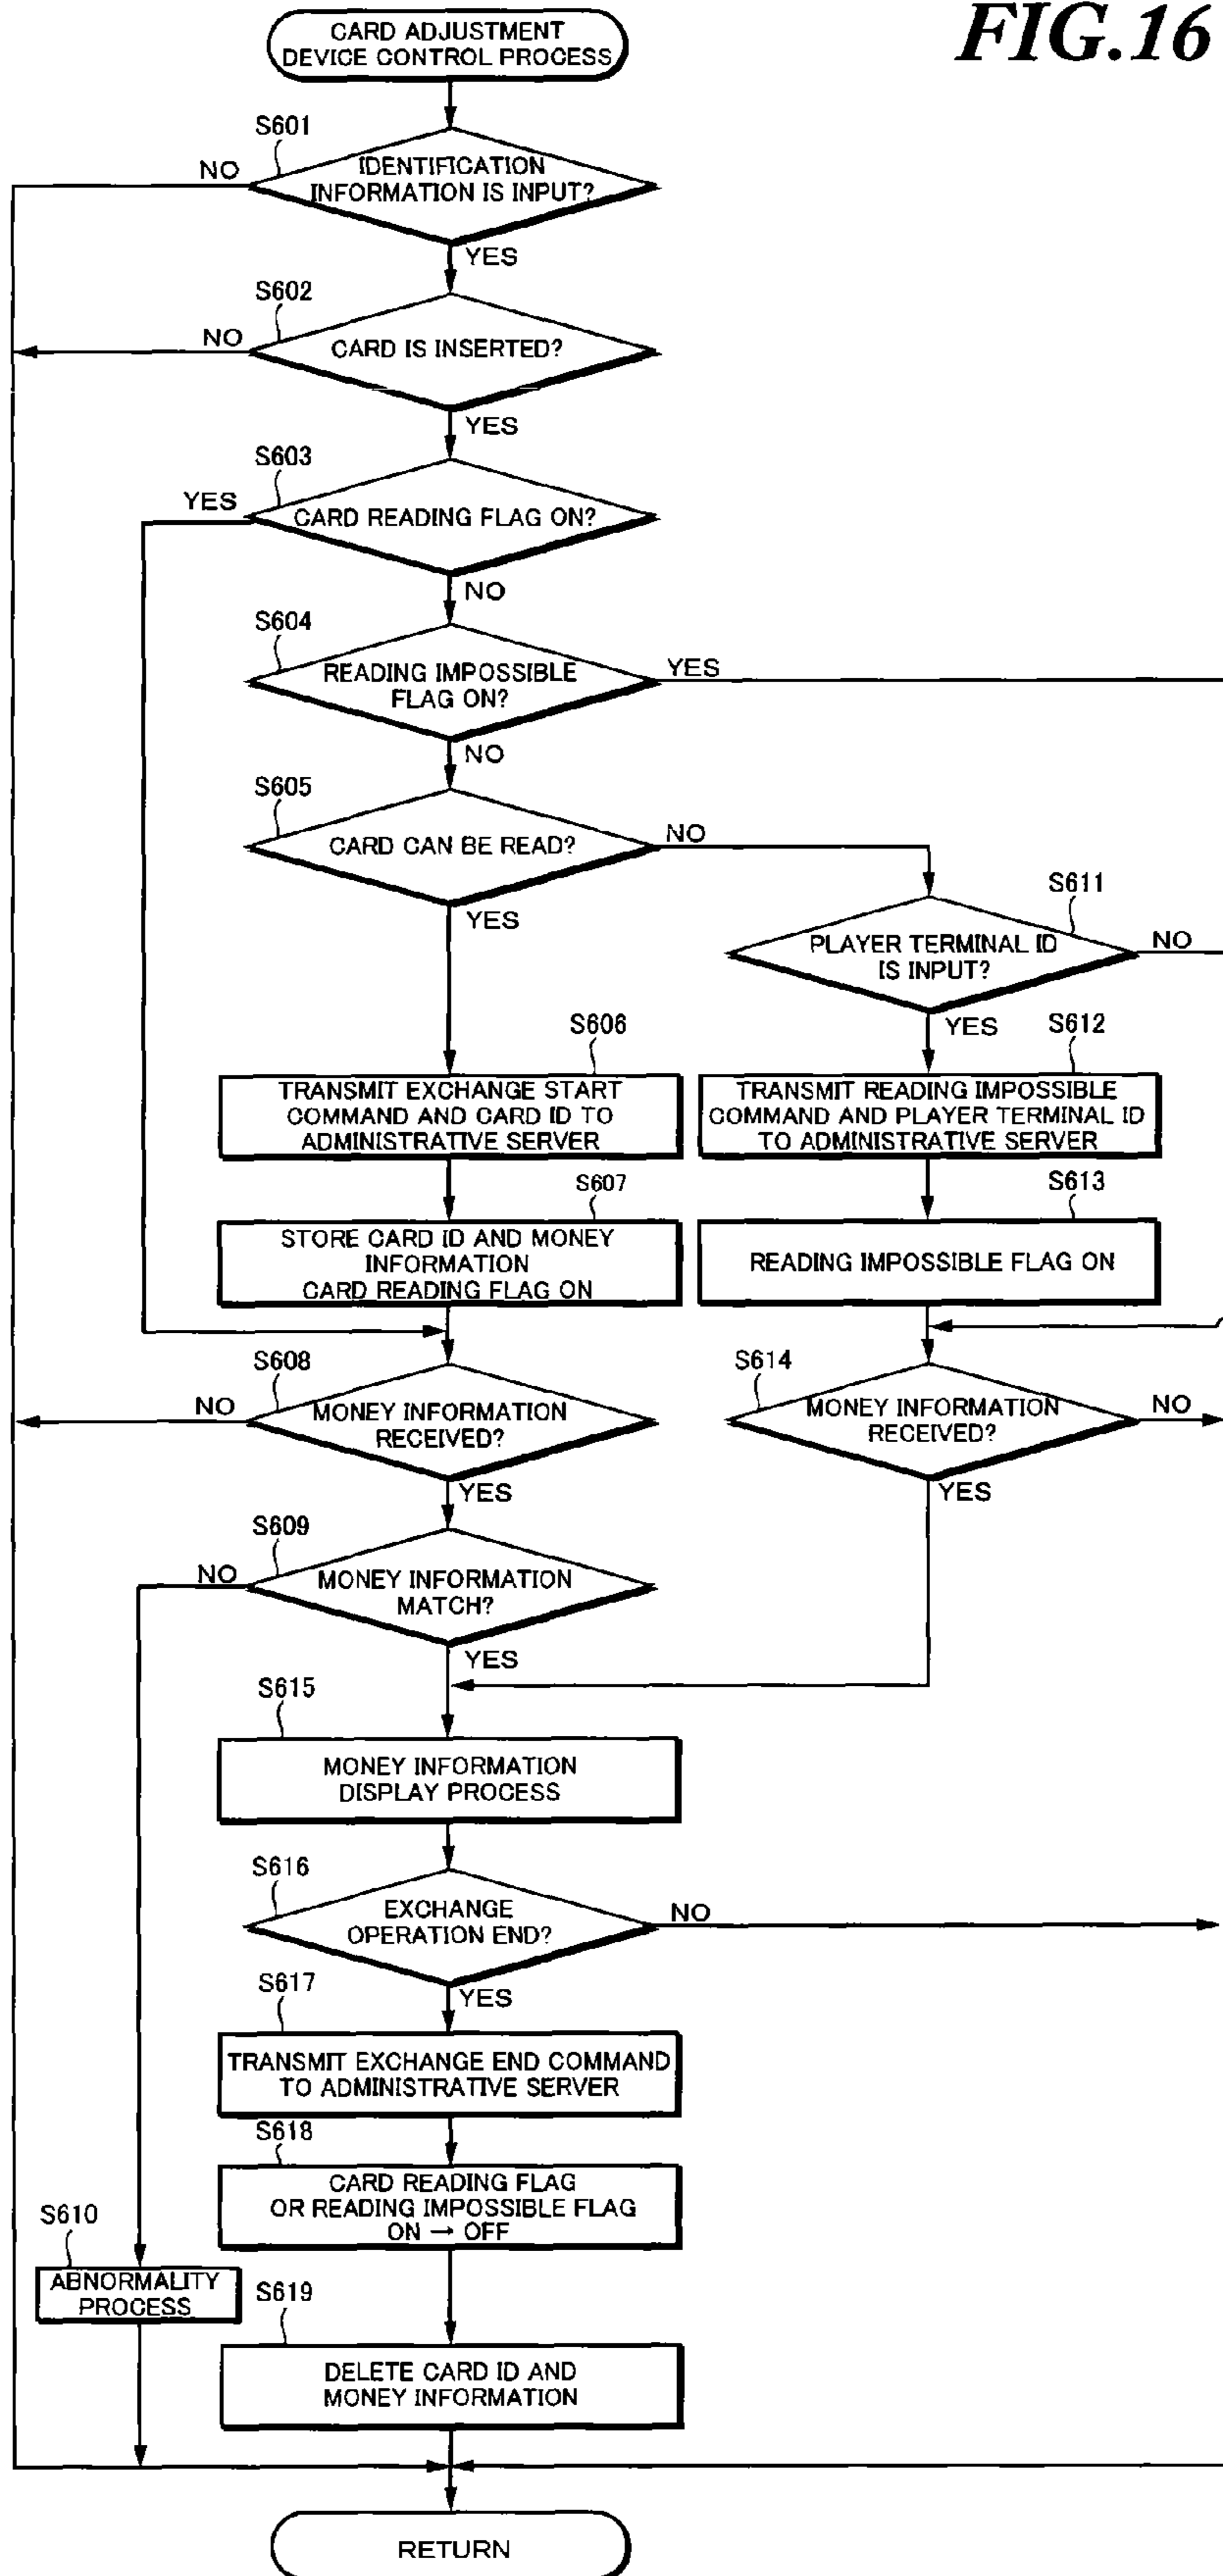 FIG.16
CARD ADJUSTMENT
DEVICE CONTROL PROCESS
S601
NO
IDENTIFICATION
INFORMATION IS INPUT?
YES
S602
NO
CARD IS INSERTED?
YES
S603
YES
CARD READING FLAG ON?
NO
S604
READING IMPOSSIBLE
FLAG ON?
YES
NO
S605
CARD CAN BE READ?
NO
YES
S611
PLAYER TERMINAL ID
IS INPUT?
NO
YES
S606
TRANSMIT EXCHANGE START
COMMAND AND CARD ID TO
ADMINISTRATIVE SERVER
S612
TRANSMIT READING IMPOSSIBLE
COMMAND AND PLAYER TERMINAL ID
TO ADMINISTRATIVE SERVER
S607
STORE CARD ID AND MONEY
INFORMATION
CARD READING FLAG ON
S613
READING IMPOSSIBLE FLAG ON
S608
NO
MONEY INFORMATION
RECEIVED?
YES
S614
MONEY INFORMATION
RECEIVED?
NO
YES
S609
NO
MONEY INFORMATION
MATCH?
YES
S615
MONEY INFORMATION
DISPLAY PROCESS
S616
EXCHANGE
OPERATION END?
NO
YES
S617
TRANSMIT EXCHANGE END COMMAND
TO ADMINISTRATIVE SERVER
S618
CARD READING FLAG
OR READING IMPOSSIBLE FLAG
ON → OFF
S610
ABNORMALITY
PROCESS
S619
DELETE CARD ID AND
MONEY INFORMATION
RETURN